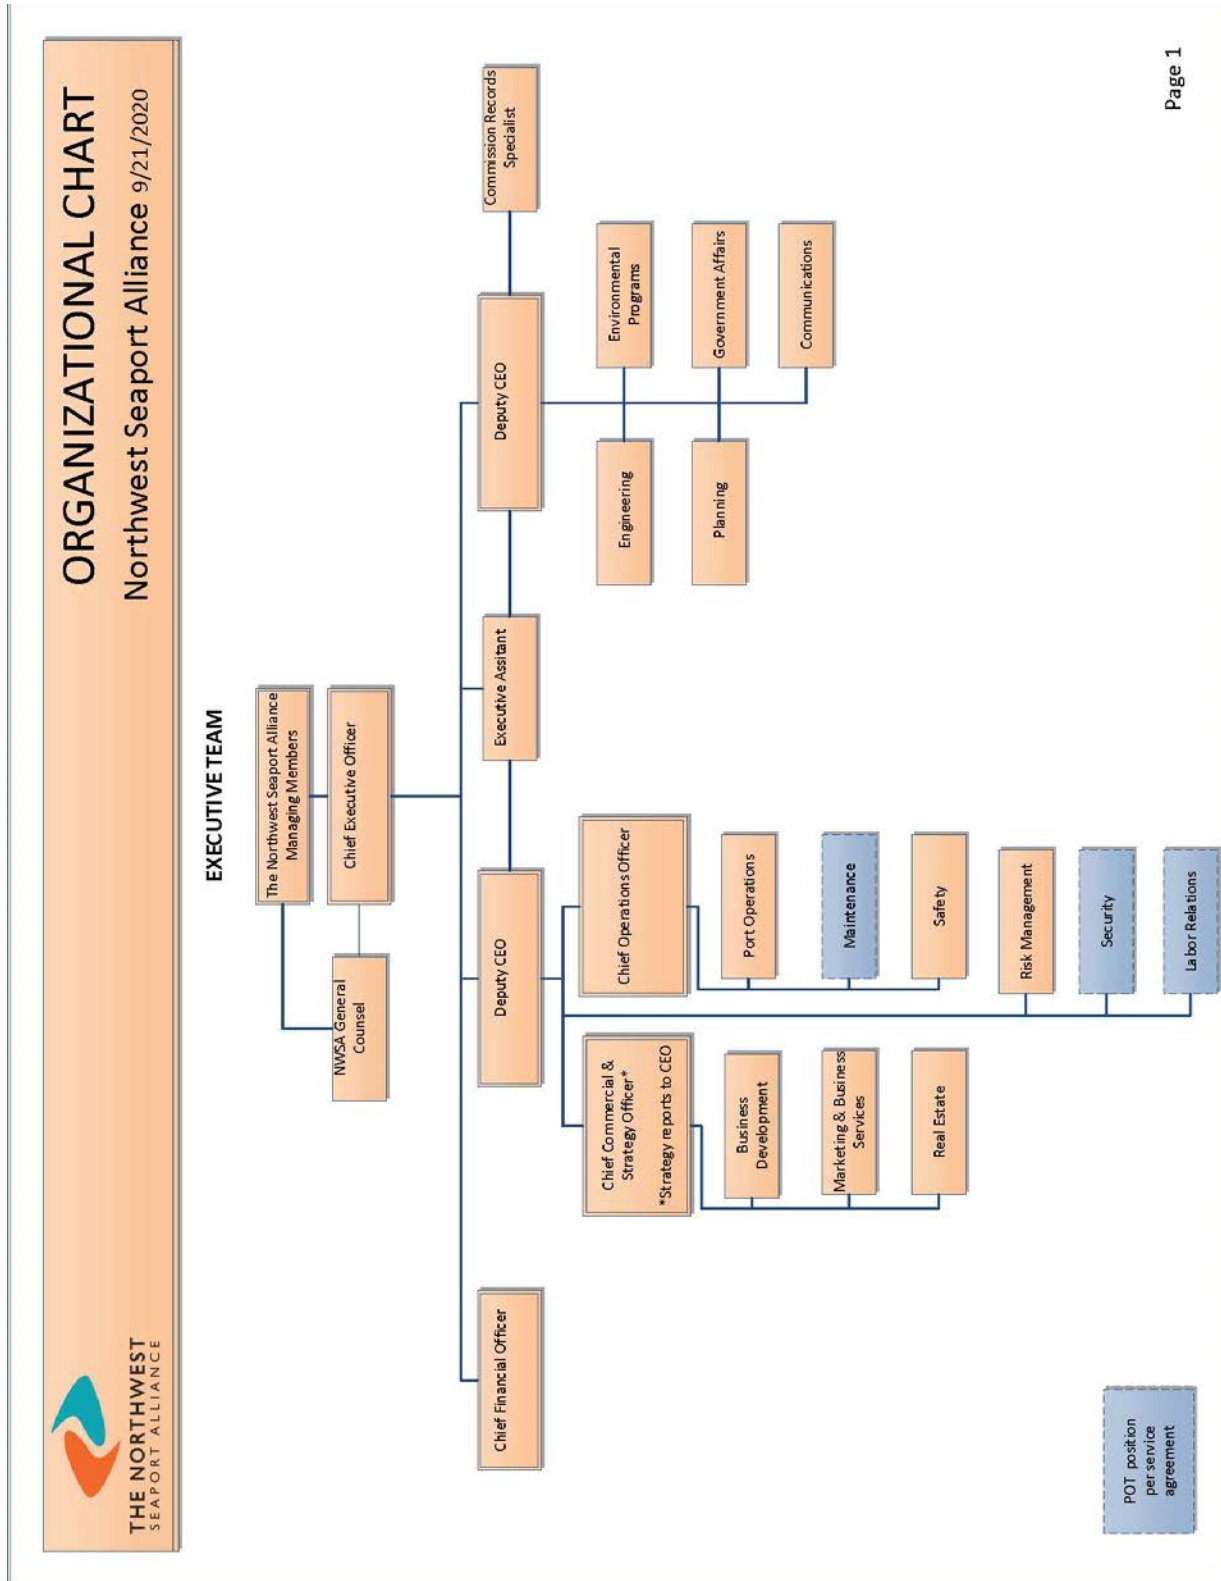 ORGANIZATIONAL CHART
Northwest Seaport Alliance 9/21/2020
THE NORTHWEST
SEAPORT ALLIANCE
EXECUTIVE TEAM
The Northwest Seaport Alliance
Managing Members
NWSA General
Counsel
Chief Executive Officer
Chief Financial Officer
Deputy CEO
Executive Assitant
Deputy CEO
Commission Records
Specialist
Chief Commercial &
Strategy Officer*
*Strategy reports to CEO
Chief Operations Officer
Engineering
Environmental
Programs
Business
Development
Port Operations
Planning
Government Affairs
Marketing & Business
Services
Maintenance
Communications
Real Estate
Safety
Risk Management
Security
Labor Relations
POT position
per service
agreement
Page 1